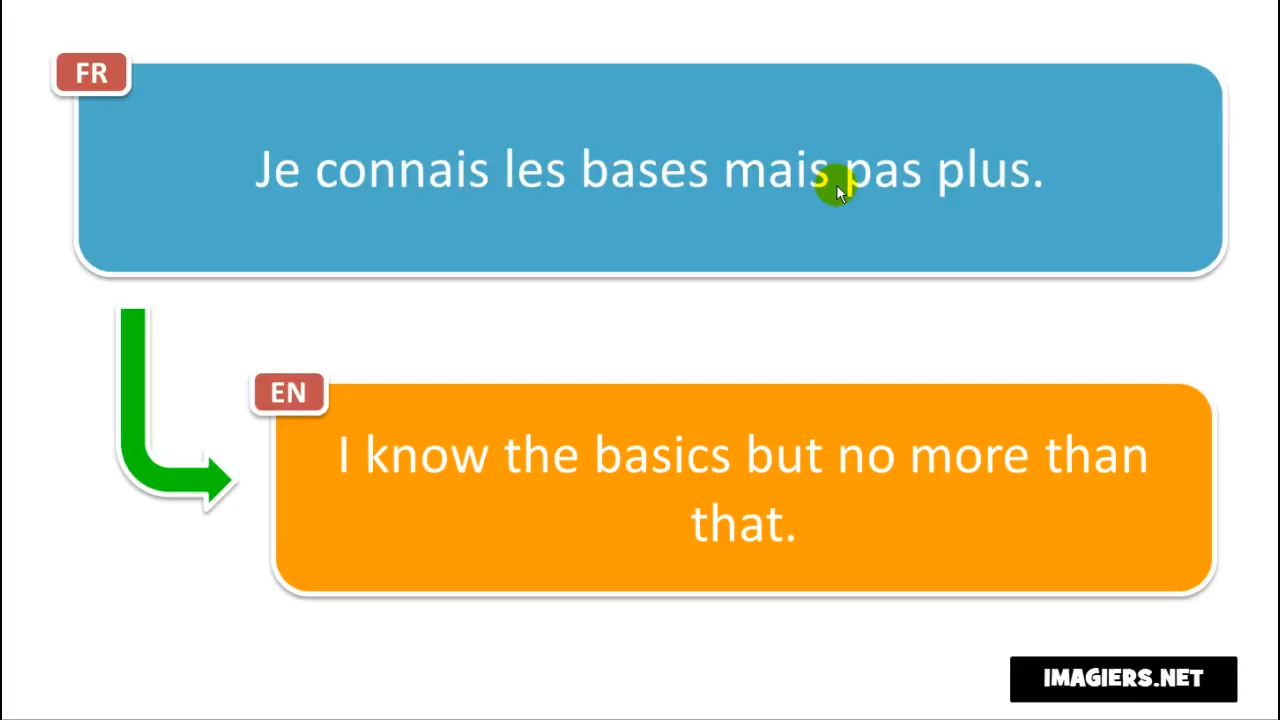 FR
Je connais les bases mais pas plus.
EN
I know the basics but no more than
that.
IMAGIERS.NET